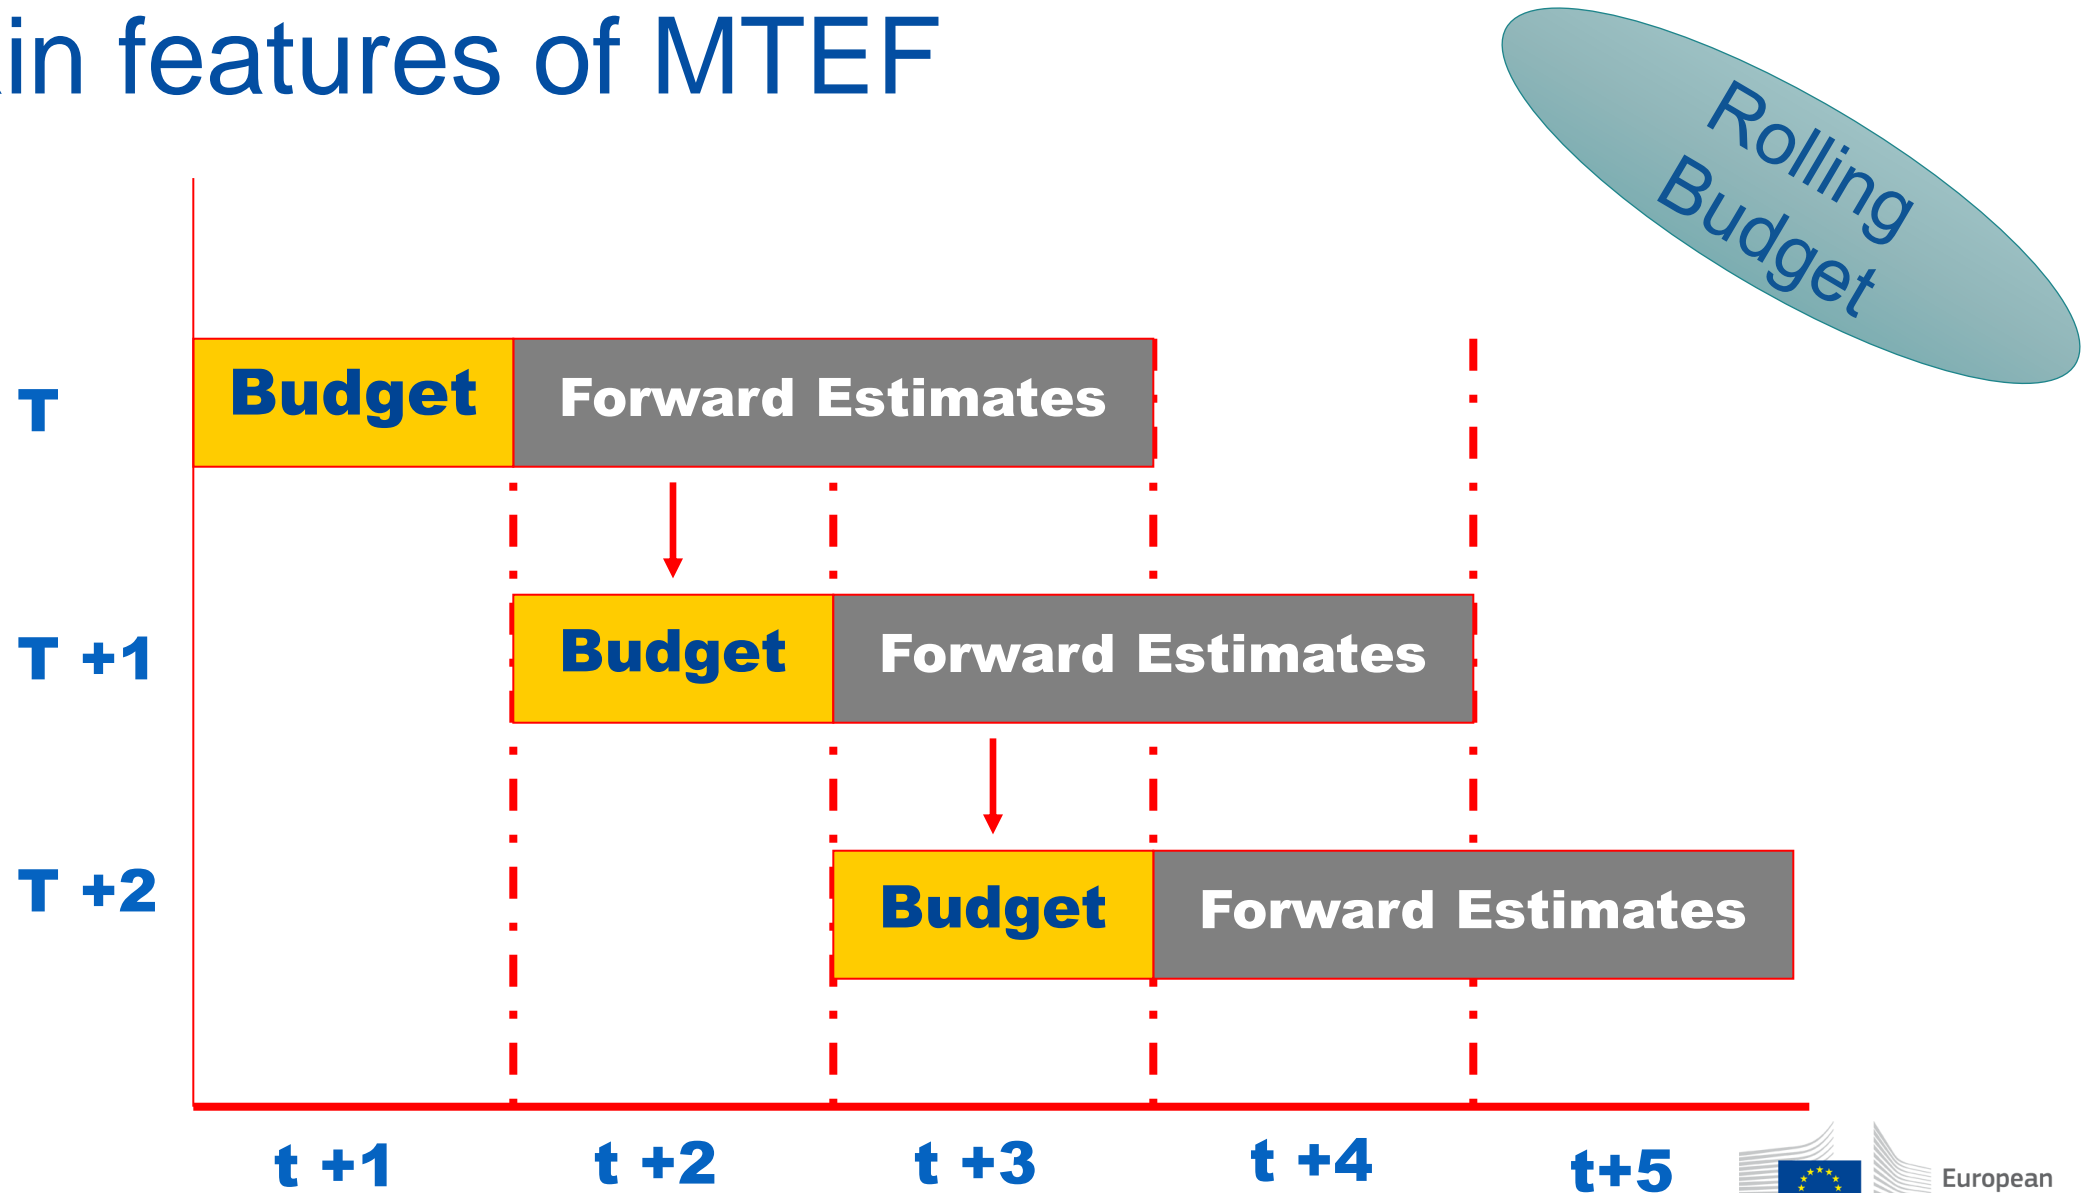 in features of MTEF
Rolling
Budget
T
Budget
Forward Estimates
T +1
Budget
Forward Estimates
T +2
Budget
Forward Estimates
t +1
t +2
t +3
t +4
t+5
European